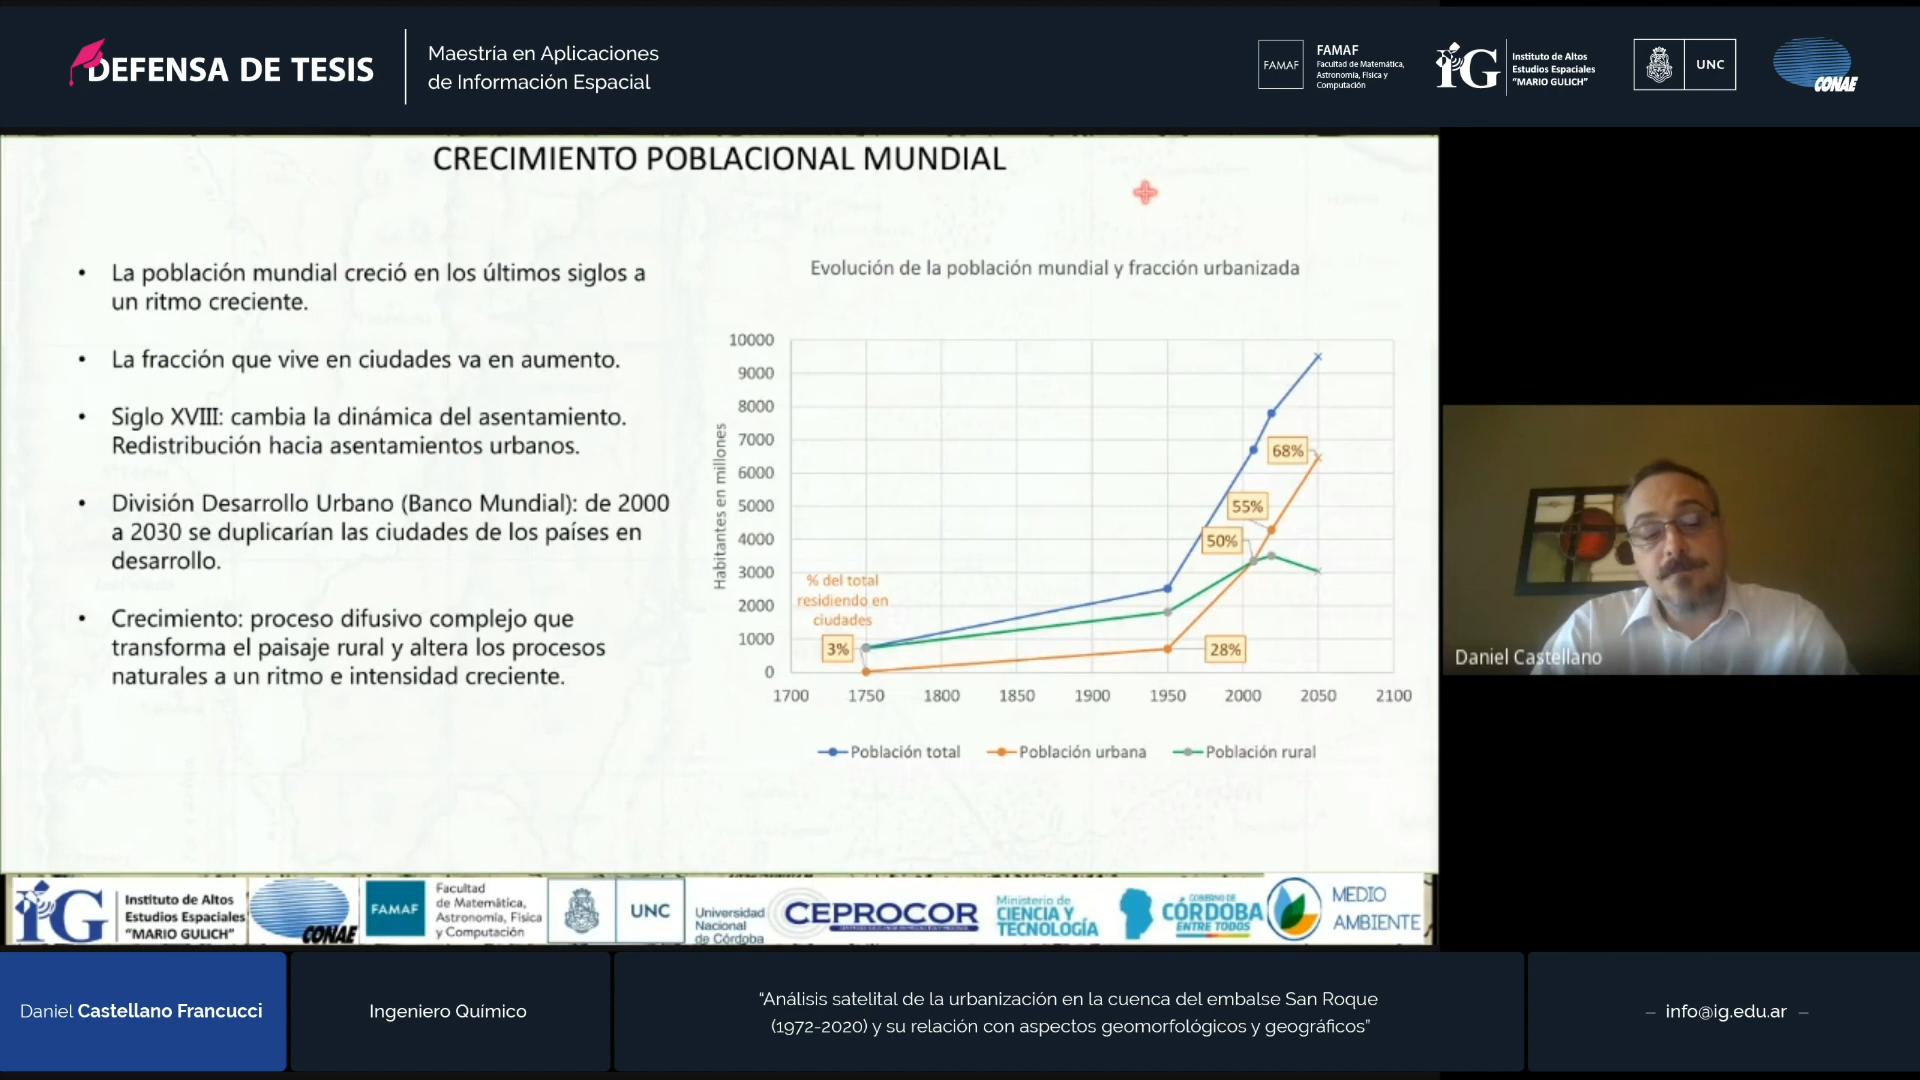 DEFENSA DE TESIS
Maestría en Aplicaciones
de Información Espacial
FAMAF
FAMAF
Facultad de Matemática,
Astronomía, Física y
Computación
iG
Instituto de Altos
Estudios Espaciales
"MARIO GULICH"
UNC
CONAE
CRECIMIENTO POBLACIONAL MUNDIAL
• La población mundial creció en los últimos siglos a
un ritmo creciente.
• La fracción que vive en ciudades va en aumento.
• Siglo XVIII: cambia la dinámica del asentamiento.
Redistribución hacia asentamientos urbanos.
• División Desarrollo Urbano (Banco Mundial): de 2000
a 2030 se duplicarían las ciudades de los países en
desarrollo.
• Crecimiento: proceso difusivo complejo que
transforma el paisaje rural y altera los procesos
naturales a un ritmo e intensidad creciente.
Evolución de la población mundial y fracción urbanizada
Habitantes en millones
10000
9000
8000
7000
6000
5000
4000
3000
2000
1000
0
68%
55%
50%
% del total
residiendo en
ciudades
3%
28%
1700 1750 1800 1850 1900 1950 2000 2050 2100
Población total Población urbana Población rural
Daniel Castellano
iG
Instituto de Altos
Estudios Espaciales
"MARIO GULICH"
CONAE
FAMAF
Facultad
de Matemática,
Astronomía, Física
y Computación
UNC
Universidad
Nacional
de Córdoba
CEPROCOR
Ministerio de
CIENCIA Y
TECNOLOGÍA
GOBIERNO DE
CÓRDOBA
ENTRE TODOS
MEDIO
AMBIENTE
Daniel Castellano Francucci
Ingeniero Químico
“Análisis satelital de la urbanización en la cuenca del embalse San Roque
(1972-2020) y su relación con aspectos geomorfológicos y geográficos”
– info@ig.edu.ar –